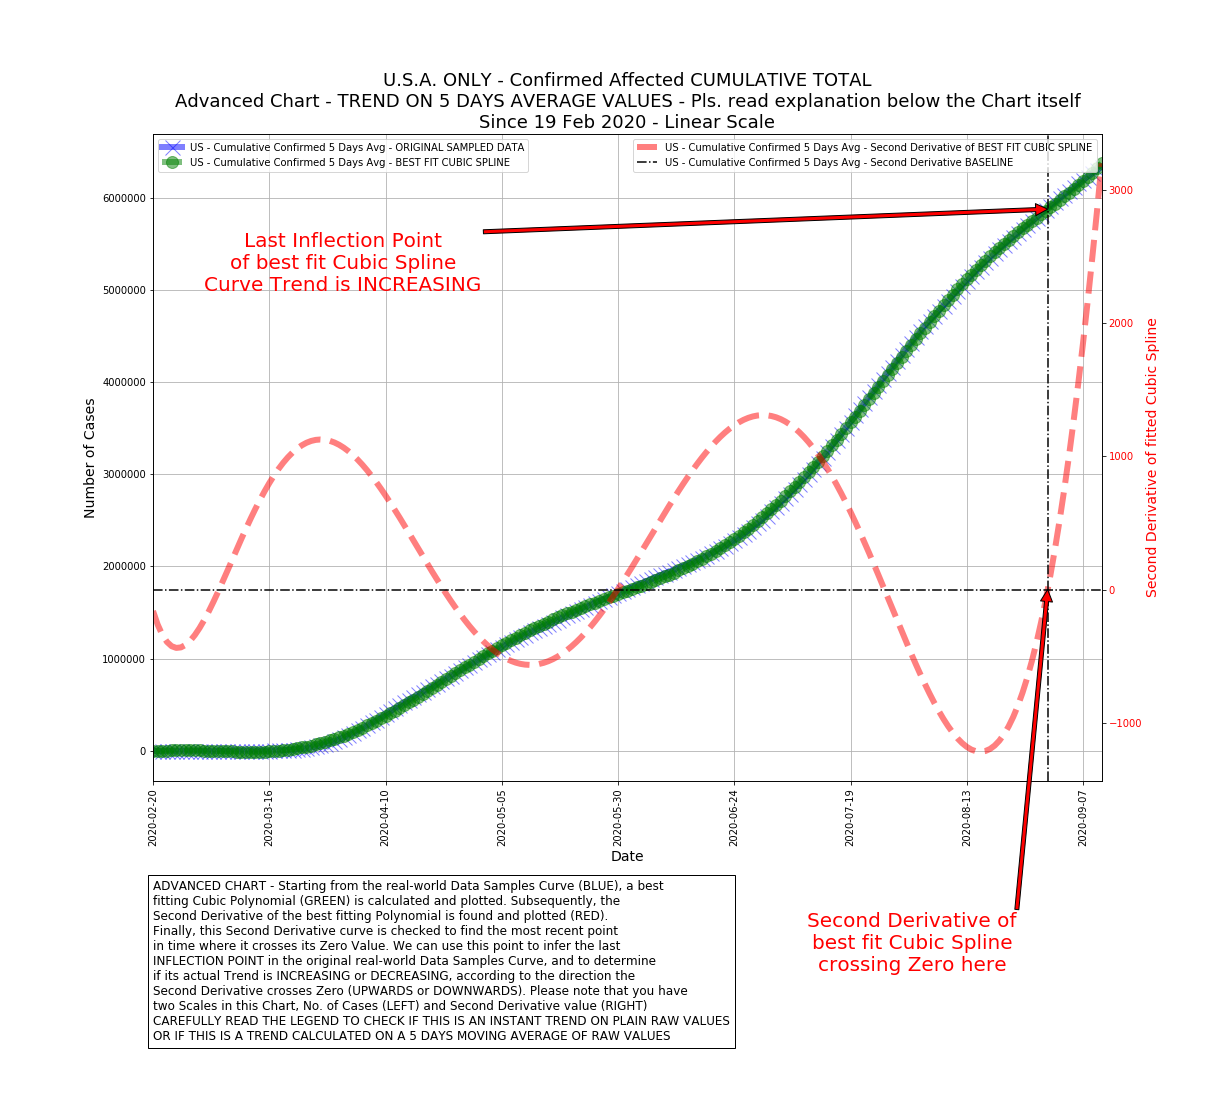 U.S.A. ONLY - Confirmed Affected CUMULATIVE TOTAL
Advanced Chart - TREND ON 5 DAYS AVERAGE VALUES - Pls. read explanation below the Chart itself
Since 19 Feb 2020 - Linear Scale
US - Cumulative Confirmed 5 Days Avg - ORIGINAL SAMPLED DATA
US - Cumulative Confirmed 5 Days Avg - BEST FIT CUBIC SPLINE
US - Cumulative Confirmed 5 Days Avg - Second Derivative of BEST FIT CUBIC SPLINE
US - Cumulative Confirmed 5 Days Avg - Second Derivative BASELINE
Last Inflection Point
of best fit Cubic Spline
Curve Trend is INCREASING
Number of Cases
6000000
5000000
4000000
3000000
2000000
1000000
0
3000
2000
1000
0
−1000
Second Derivative of fitted Cubic Spline
2020-02-20
2020-03-16
2020-04-10
2020-05-05
2020-05-30
2020-06-24
2020-07-19
2020-08-13
2020-09-07
Date
ADVANCED CHART - Starting from the real-world Data Samples Curve (BLUE), a best
fitting Cubic Polynomial (GREEN) is calculated and plotted. Subsequently, the
Second Derivative of the best fitting Polynomial is found and plotted (RED).
Finally, this Second Derivative curve is checked to find the most recent point
in time where it crosses its Zero Value. We can use this point to infer the last
INFLECTION POINT in the original real-world Data Samples Curve, and to determine
if its actual Trend is INCREASING or DECREASING, according to the direction the
Second Derivative crosses Zero (UPWARDS or DOWNWARDS). Please note that you have
two Scales in this Chart, No. of Cases (LEFT) and Second Derivative value (RIGHT)
CAREFULLY READ THE LEGEND TO CHECK IF THIS IS AN INSTANT TREND ON PLAIN RAW VALUES
OR IF THIS IS A TREND CALCULATED ON A 5 DAYS MOVING AVERAGE OF RAW VALUES
Second Derivative of
best fit Cubic Spline
crossing Zero here